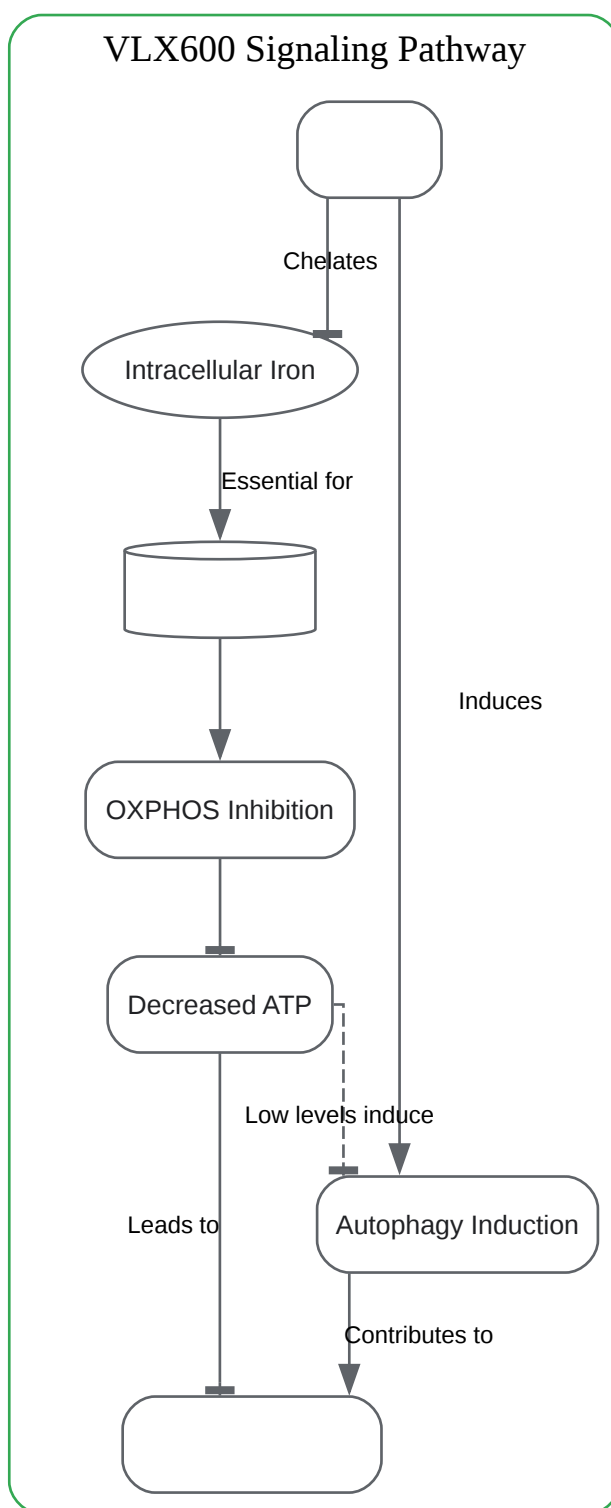 VLX600 Signaling Pathway
Chelates
Intracellular Iron
Essential for
Induces
OXPHOS Inhibition
Decreased ATP
Low levels induce
Leads to
Autophagy Induction
Contributes to